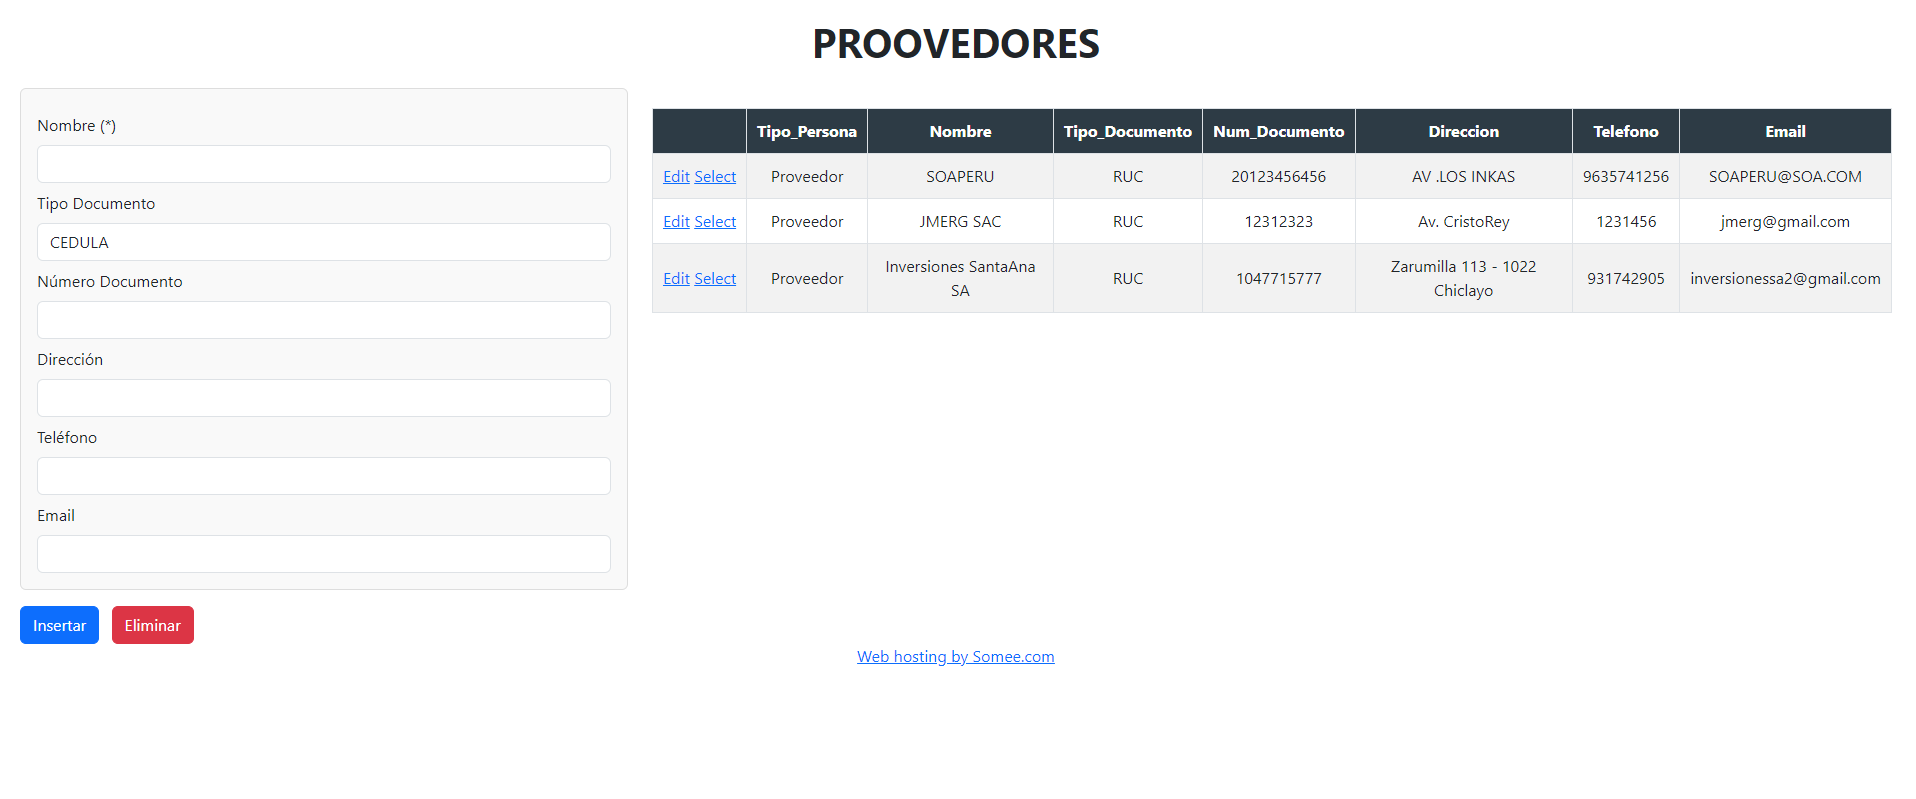 PROOVEDORES
Nombre (*)
Tipo Documento
CEDULA
Número Documento
Dirección
Teléfono
Email
Insertar Eliminar
Tipo_Persona Nombre Tipo_Documento Num_Documento Direccion Telefono Email
Edit Select Proveedor SOAPERU RUC 20123456456 AV .LOS INKAS 9635741256 SOAPERU@SOA.COM
Edit Select Proveedor JMERG SAC RUC 12312323 Av. CristoRey 1231456 jmerg@gmail.com
Edit Select Proveedor Inversiones SantaAna SA RUC 1047715777 Zarumilla 113 - 1022 Chiclayo 931742905 inversionessa2@gmail.com
Web hosting by Somee.com